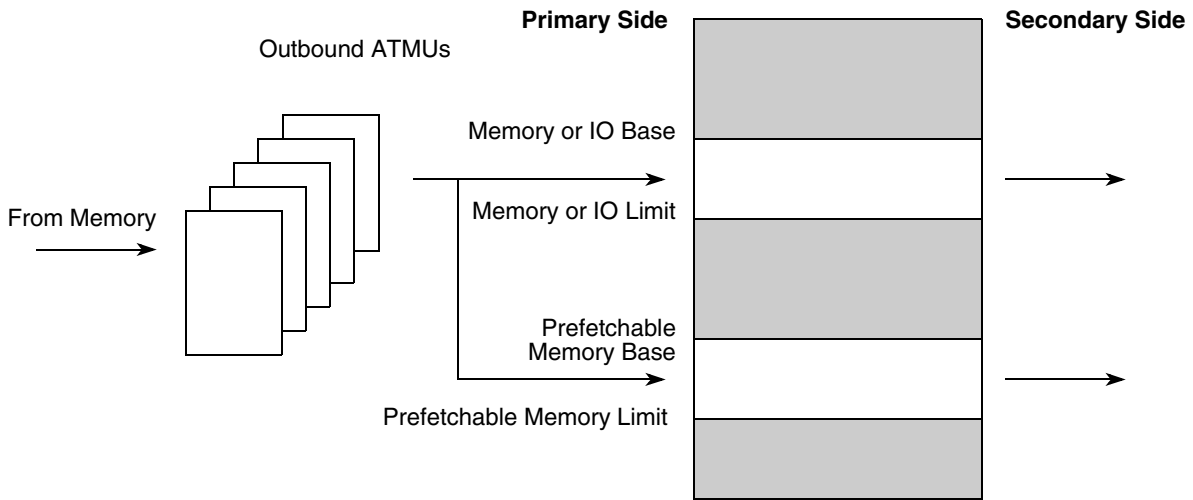 Primary Side
Secondary Side
Outbound ATMUs
Memory or IO Base
From Memory
Memory or IO Limit
Prefetchable
Memory Base
Prefetchable Memory Limit